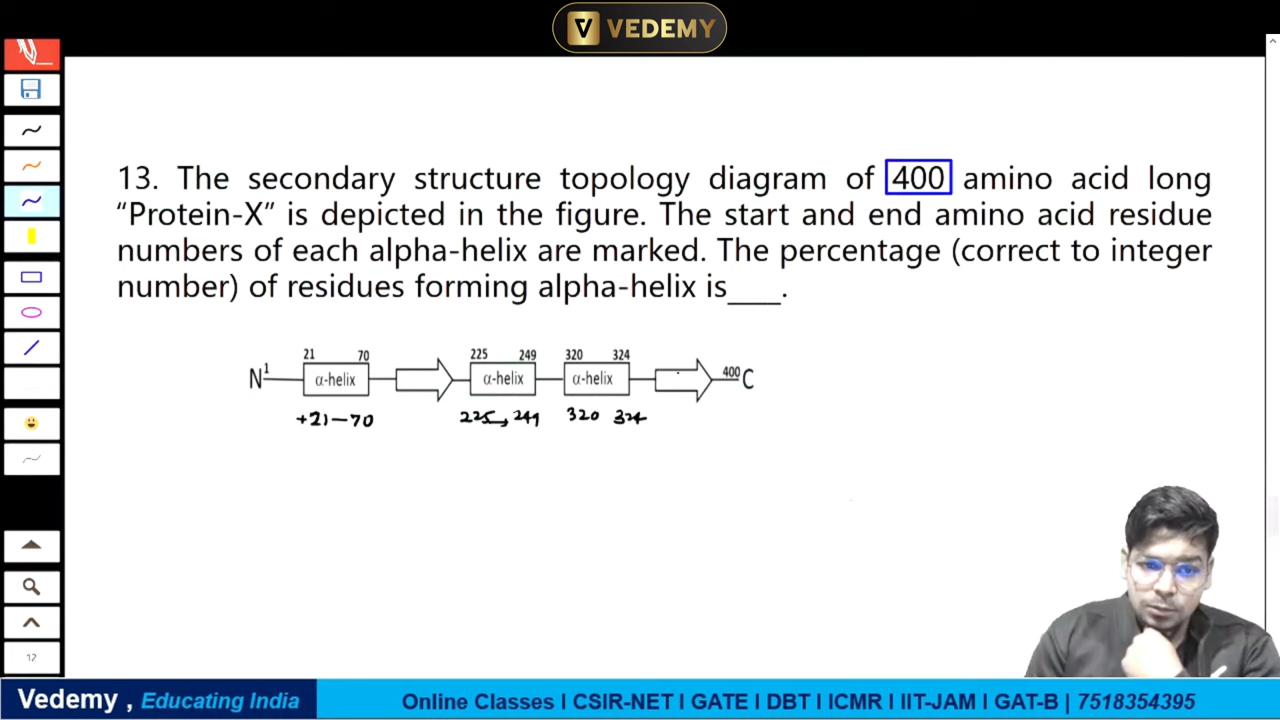 VEDEMY
13. The secondary structure topology diagram of 400 amino acid long
“Protein-X” is depicted in the figure. The start and end amino acid residue
numbers of each alpha-helix are marked. The percentage (correct to integer
number) of residues forming alpha-helix is____.
21 70 225 249 320 324
N 1 α-helix α-helix α-helix 400 C
+21-70 225 249 320 324
12
Vedemy , Educating India Online Classes I CSIR-NET I GATE I DBT I ICMR I IIT-JAM I GAT-B | 7518354395